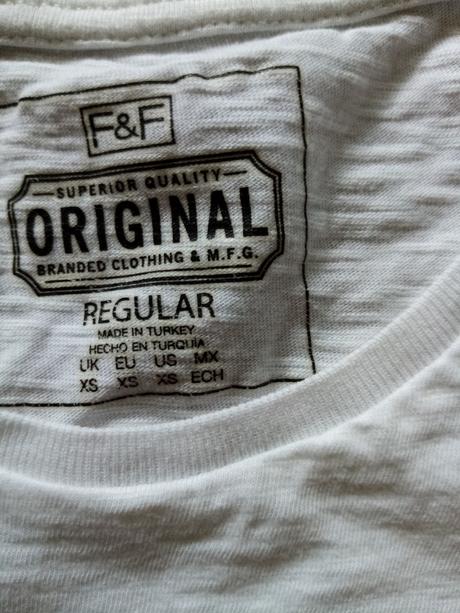 F&F
SUPERIOR QUALITY
ORIGINAL
BRANDED CLOTHING & M.F.G.
REGULAR
MADE IN TURKEY
HECHO EN TURQUÍA
UK EU US MX
XS XS XS ECH